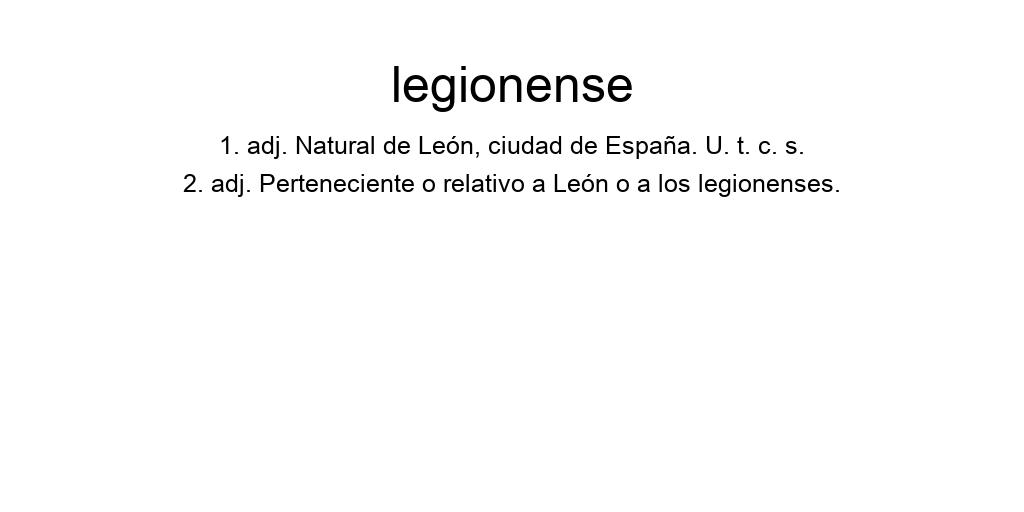 legionense
1. adj. Natural de León, ciudad de España. U. t. c. s.
2. adj. Perteneciente o relativo a León o a los legionenses.